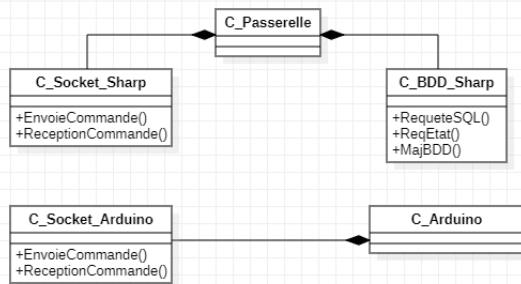 C_Passerelle
C_Socket_Sharp
+EnvoieCommande()
+ReceptionCommande()
C_BDD_Sharp
+RequeteSQL()
+ReqEtat()
+MajBDD()
C_Socket_Arduino
+EnvoieCommande()
+ReceptionCommande()
C_Arduino